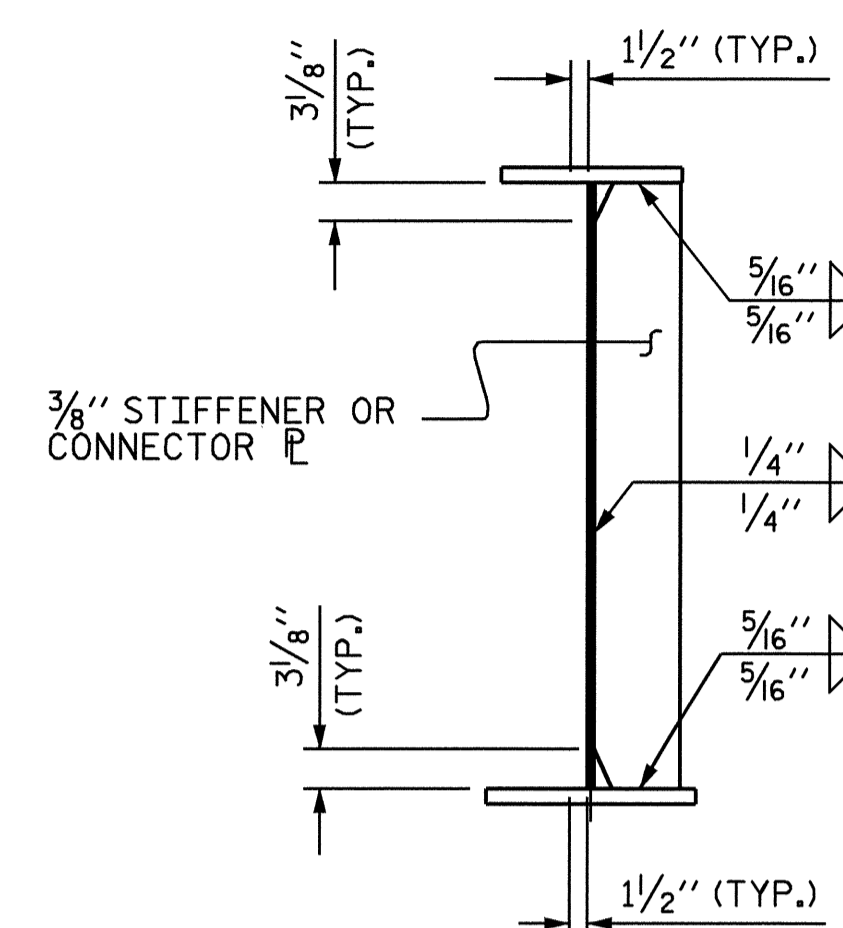 1 1/2" (TYP.)
3 1/8"
(TYP.)
5/16"
5/16"
3/8" STIFFENER OR
CONNECTOR ℄
1/4"
1/4"
3 1/8"
(TYP.)
5/16"
5/16"
1 1/2" (TYP.)